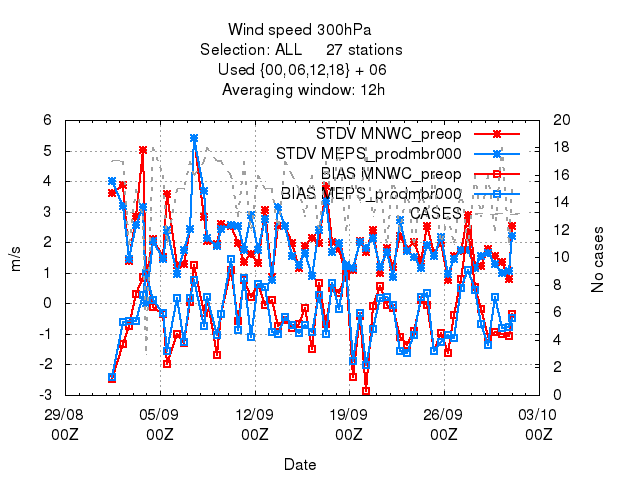 Wind speed 300hPa
Selection: ALL 27 stations
Used {00,06,12,18} + 06
Averaging window: 12h
STDV MNWC_preop
STDV MEPS_prodmbr000
BIAS MNWC_preop
BIAS MEPS_prodmbr000
CASES
m/s
6
5
4
3
2
1
0
-1
-2
-3
No cases
20
18
16
14
12
10
8
6
4
2
0
29/08 05/09 12/09 19/09 26/09 03/10
00Z 00Z 00Z 00Z 00Z 00Z
Date